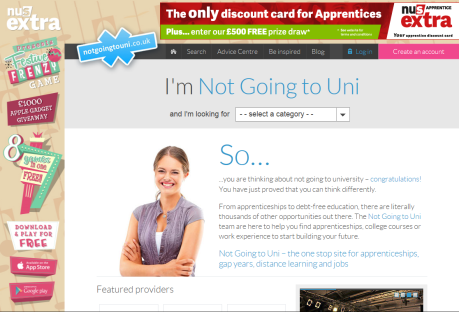 nus
extra
The only discount card for Apprentices
Plus... enter our £500 FREE prize draw*
nus APPRENTICE
extra
Your apprentice discount card
notgoingtouni.co.uk
Search Advice Centre Be inspired Blog Log-in Create an account
I'm Not Going to Uni
and I'm looking for -- select a category --
FRENZY
GAME
£1000
APPLE GADGET
GIVEAWAY
DOWNLOAD
& PLAY FOR
FREE
App Store
Google play
So...
...you are thinking about not going to university – congratulations!
You have just proved that you can think differently.
From apprenticeships to debt-free education, there are literally
thousands of other opportunities out there. The Not Going to Uni
team are here to help you find apprenticeships, college courses or
work experience to start building your future.
Not Going to Uni – the one stop site for apprenticeships,
gap years, distance learning and jobs
Featured providers